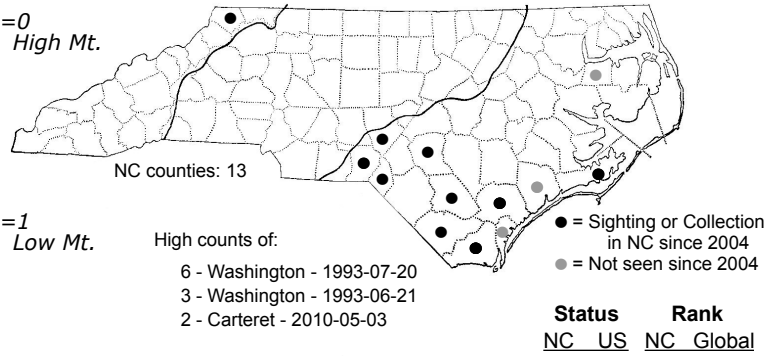 =0
High Mt.
NC counties: 13
=1
Low Mt.
High counts of:
6 - Washington - 1993-07-20
3 - Washington - 1993-06-21
2 - Carteret - 2010-05-03
= Sighting or Collection
in NC since 2004
= Not seen since 2004
Status Rank
NC US NC Global